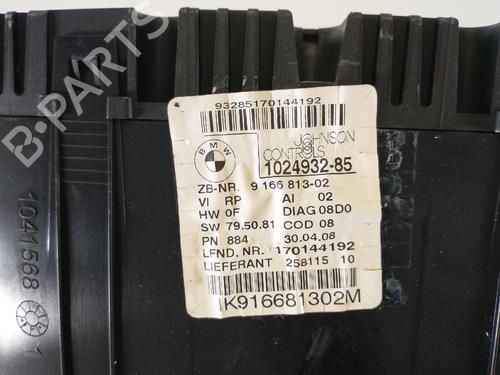 B-PARTS
93285170144192
BMW
JOHNSON
CONTROLS
1024932-85
ZB-NR. 9 166 813-02
VI RP AI 02
HW 0F DIAG 08D0
SW 79.50.81 COD 08
PN 884 30.04.08
LFND. NR. 170144192
LIEFERANT 258115 10
K916681302M
1041568
1